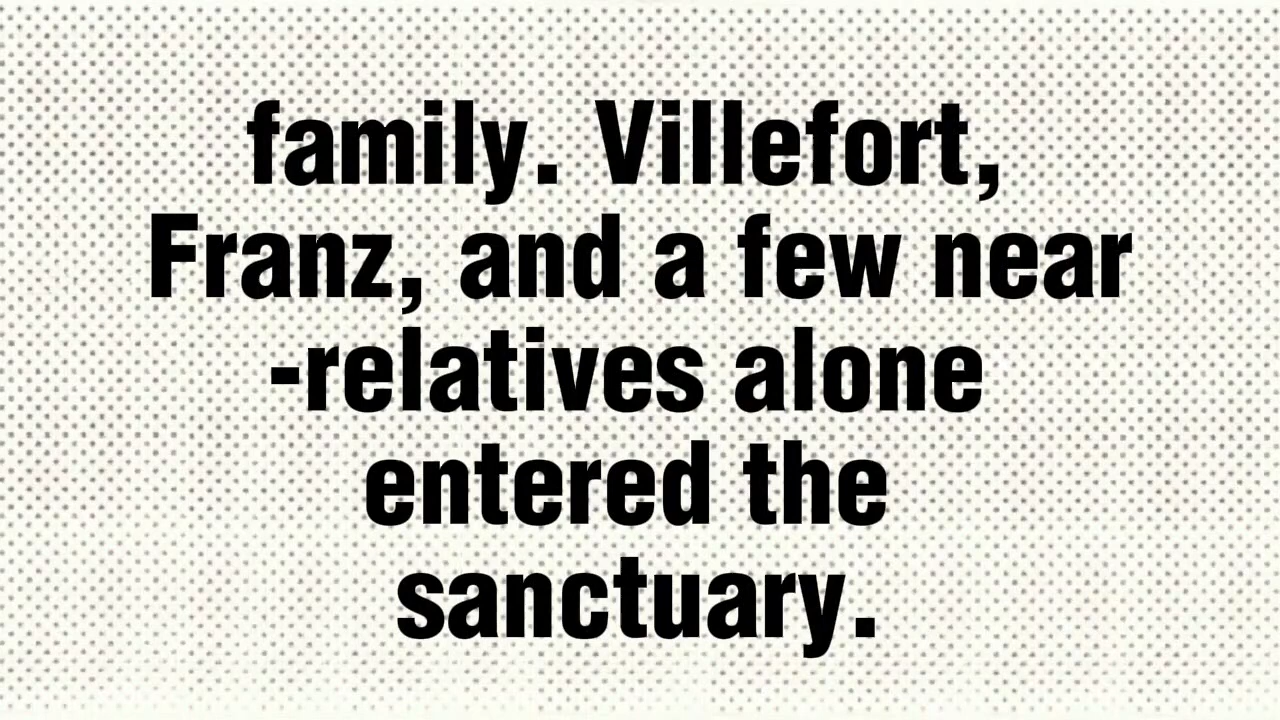 family. Villefort,
Franz, and a few near
-relatives alone
entered the
sanctuary.